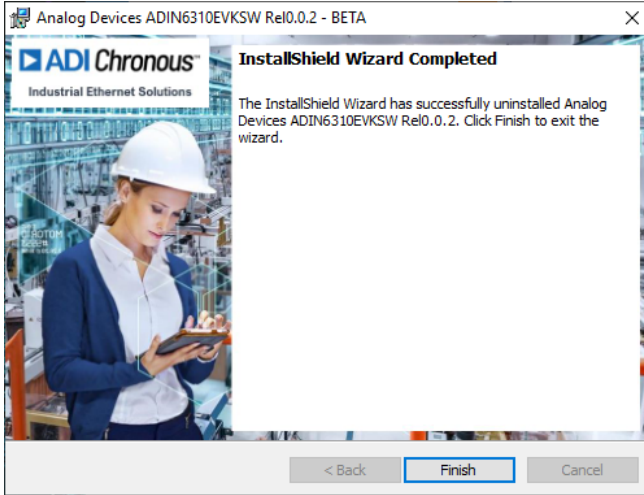 Analog Devices ADIN6310EVKSW Rel0.0.2 - BETA
ADI Chronous™
Industrial Ethernet Solutions
InstallShield Wizard Completed
The InstallShield Wizard has successfully uninstalled Analog
Devices ADIN6310EVKSW Rel0.0.2. Click Finish to exit the
wizard.
< Back
Finish
Cancel